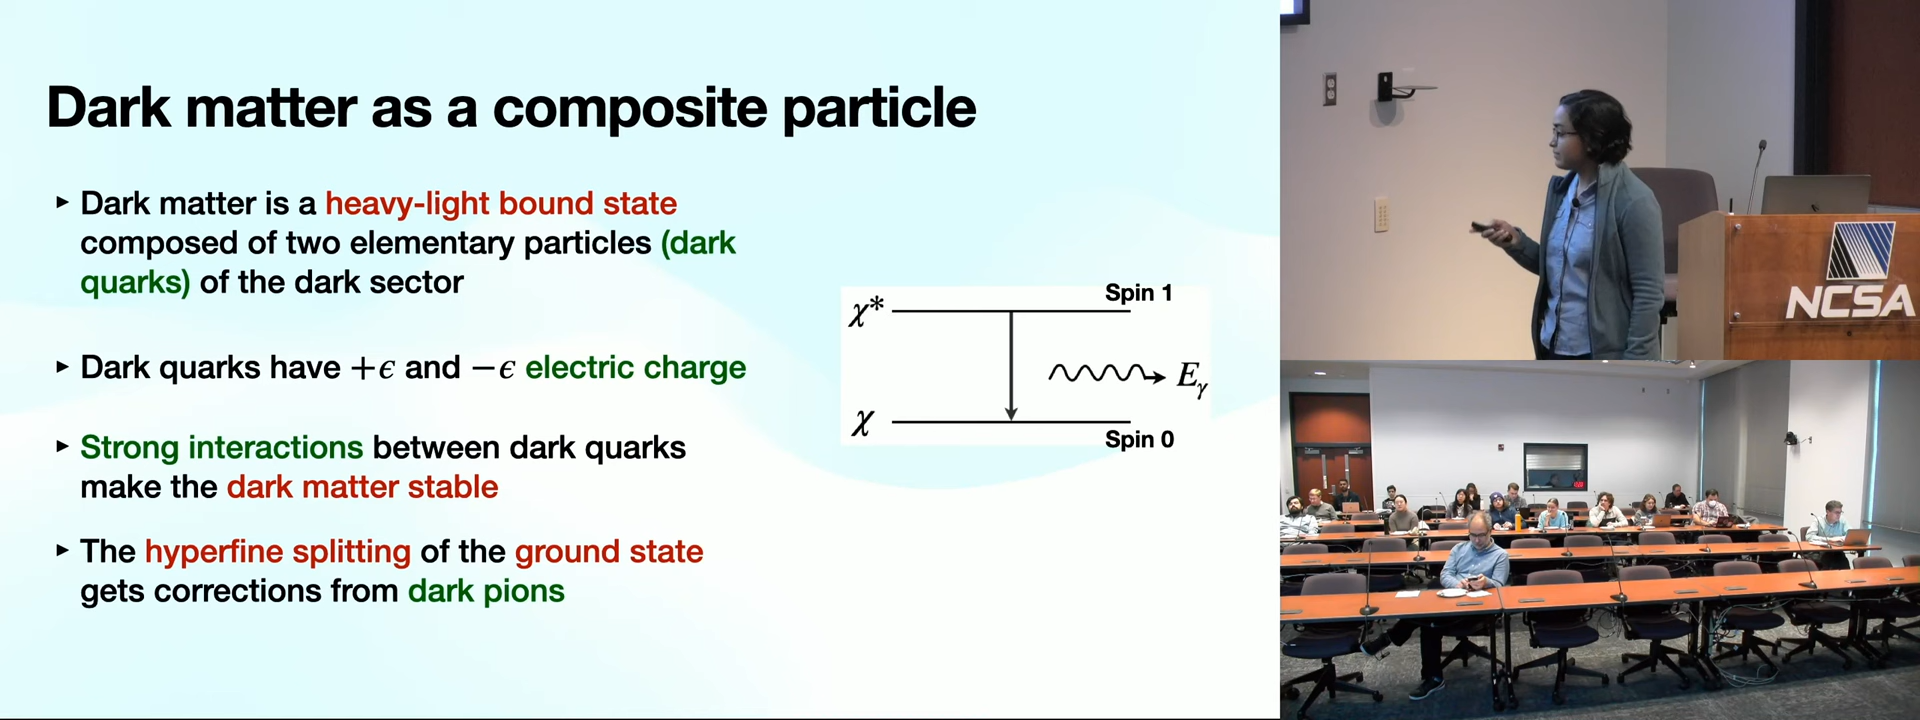 Dark matter as a composite particle
▸ Dark matter is a heavy-light bound state
composed of two elementary particles (dark
quarks) of the dark sector
▸ Dark quarks have +ϵ and −ϵ electric charge
▸ Strong interactions between dark quarks
make the dark matter stable
▸ The hyperfine splitting of the ground state
gets corrections from dark pions
Spin 1
χ*
E_γ
χ
Spin 0
NCSA